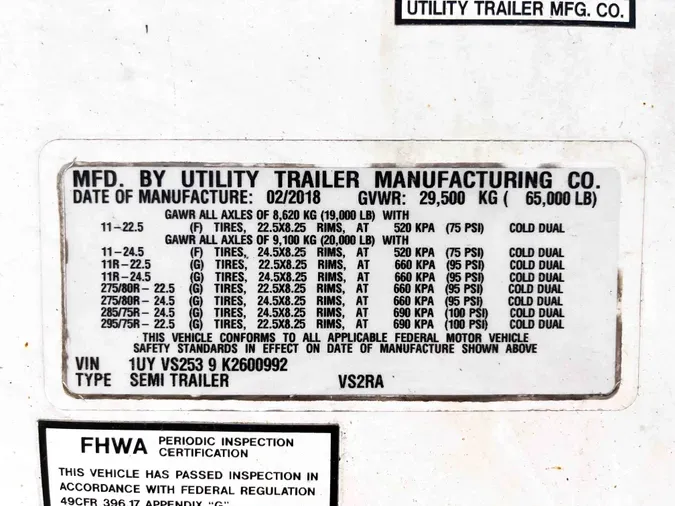 UTILITY TRAILER MFG. CO.
MFD. BY UTILITY TRAILER MANUFACTURING CO.
DATE OF MANUFACTURE: 02/2018 GVWR: 29,500 KG ( 65,000 LB)
GAWR ALL AXLES OF 8,620 KG (19,000 LB) WITH
11-22.5 (F) TIRES, 22.5X8.25 RIMS, AT 520 KPA (75 PSI) COLD DUAL
GAWR ALL AXLES OF 9,100 KG (20,000 LB) WITH
11-24.5 (F) TIRES, 24.5X8.25 RIMS, AT 520 KPA (75 PSI) COLD DUAL
11R-22.5 (G) TIRES, 22.5X8.25 RIMS, AT 660 KPA (95 PSI) COLD DUAL
11R-24.5 (G) TIRES, 24.5X8.25 RIMS, AT 660 KPA (95 PSI) COLD DUAL
275/80R-22.5 (G) TIRES, 22.5X8.25 RIMS, AT 660 KPA (95 PSI) COLD DUAL
275/80R-24.5 (G) TIRES, 24.5X8.25 RIMS, AT 660 KPA (95 PSI) COLD DUAL
285/75R-24.5 (G) TIRES, 24.5X8.25 RIMS, AT 690 KPA (100 PSI) COLD DUAL
295/75R-22.5 (G) TIRES, 22.5X8.25 RIMS, AT 690 KPA (100 PSI) COLD DUAL
THIS VEHICLE CONFORMS TO ALL APPLICABLE FEDERAL MOTOR VEHICLE
SAFETY STANDARDS IN EFFECT ON DATE OF MANUFACTURE SHOWN ABOVE
VIN 1UY VS253 9 K2600992
TYPE SEMI TRAILER VS2RA
FHWA PERIODIC INSPECTION
CERTIFICATION
THIS VEHICLE HAS PASSED INSPECTION IN
ACCORDANCE WITH FEDERAL REGULATION
49CFR 396.17 APPENDIX "G"